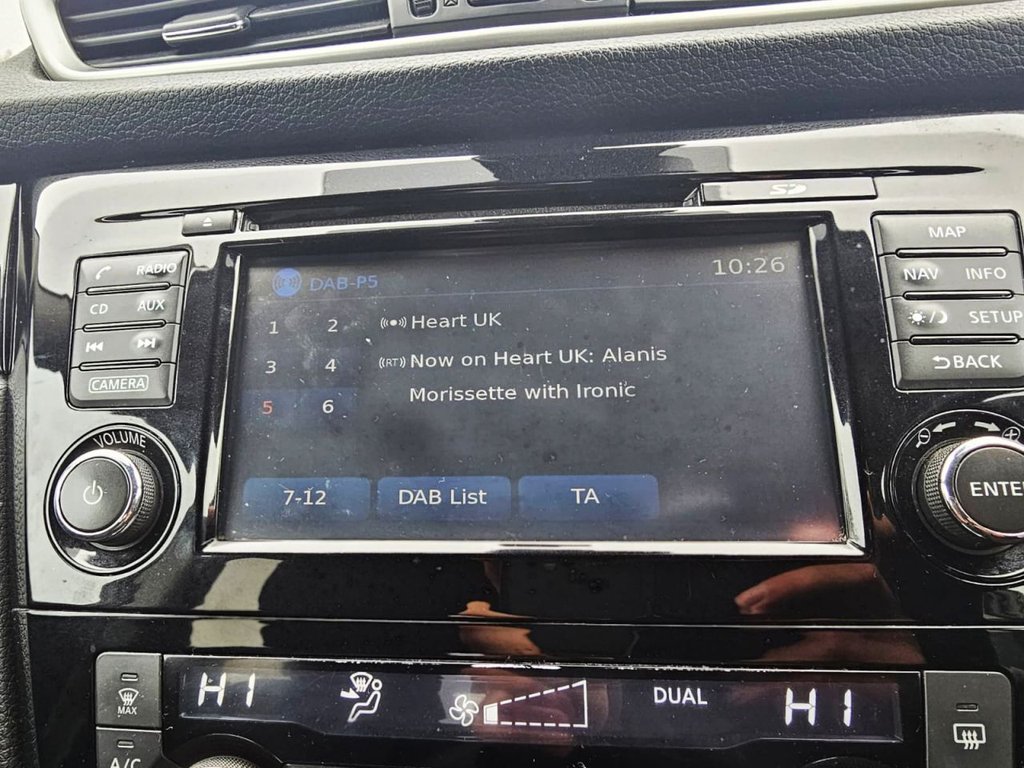 SD
RADIO
CD AUX
CAMERA
VOLUME
DAB-P5
10:26
1 2
3 4
5 6
Heart UK
(RT) Now on Heart UK: Alanis
Morissette with Ironic
7-12
DAB List
TA
MAP
NAV INFO
SETUP
BACK
ENTE
MAX
A/C
HI
DUAL
HI